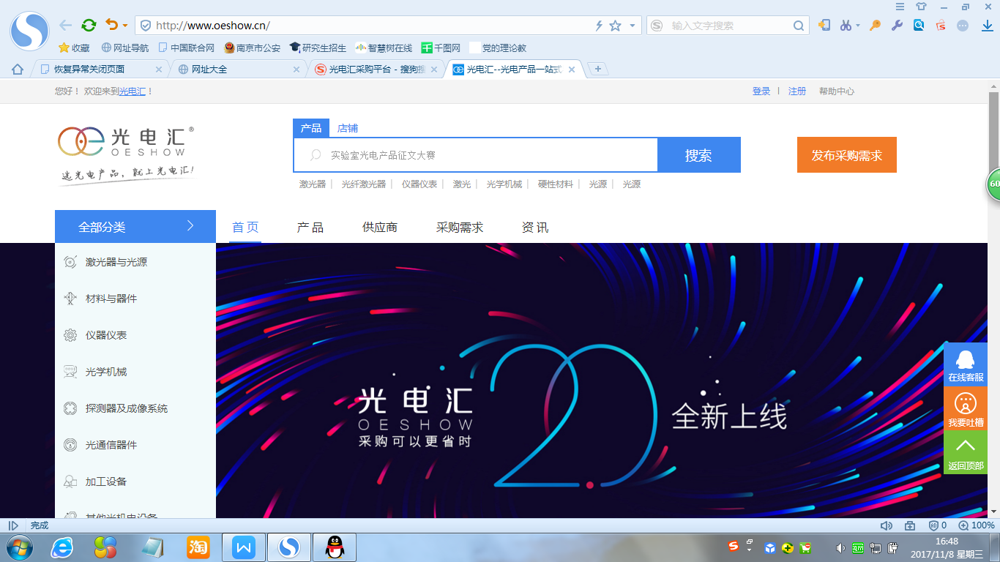 http://www.oeshow.cn/
输入文字搜索
收藏 网址导航 中国联合网 南京市公安 研究生招生 智慧树在线 千图网 党的理论教
恢复异常关闭页面 网址大全 光电汇采购平台 - 搜狗搜 光电汇--光电产品一站式
您好！ 欢迎来到光电汇！
登录 | 注册 帮助中心
光电汇®
OESHOW
选光电产品，就上光电汇!
产品 店铺
实验室光电产品征文大赛
搜索
发布采购需求
激光器 | 光纤激光器 | 仪器仪表 | 激光 | 光学机械 | 硬性材料 | 光源 | 光源
全部分类
首 页 产 品 供应商 采购需求 资 讯
激光器与光源
材料与器件
仪器仪表
光学机械
探测器及成像系统
光通信器件
加工设备
其他光机电设备
光电汇
OESHOW
采购可以更省时
2.0
全新上线
在线客服
我要吐槽
返回顶部
60
完成
0
100%
淘
16:48
2017/11/8 星期三